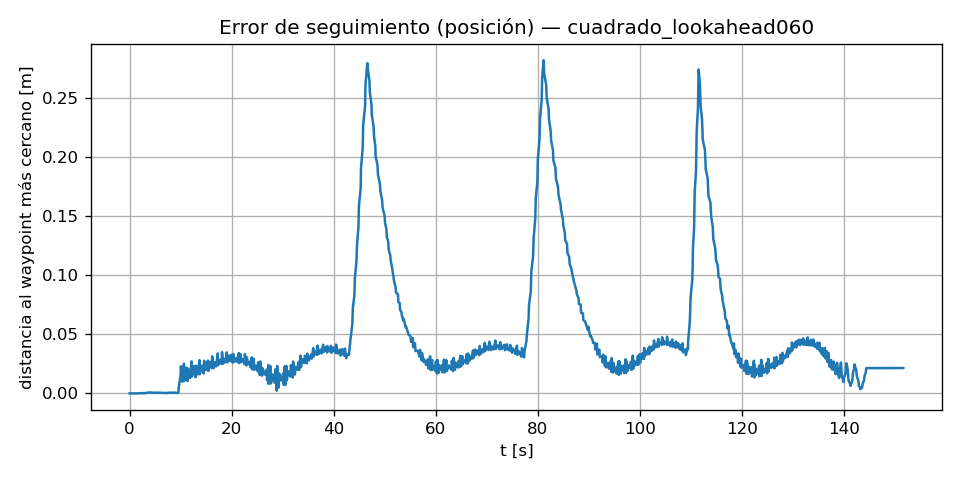 Error de seguimiento (posición) — cuadrado_lookahead060
distancia al waypoint más cercano [m]
0.25
0.20
0.15
0.10
0.05
0.00
0 20 40 60 80 100 120 140
t [s]